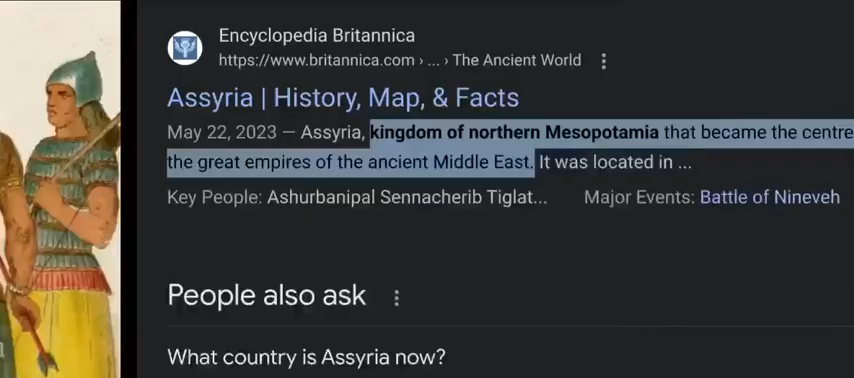 Encyclopedia Britannica
https://www.britannica.com › ... › The Ancient World
Assyria | History, Map, & Facts
May 22, 2023 — Assyria, kingdom of northern Mesopotamia that became the centre
the great empires of the ancient Middle East. It was located in ...
Key People: Ashurbanipal Sennacherib Tiglat... Major Events: Battle of Nineveh
People also ask
What country is Assyria now?